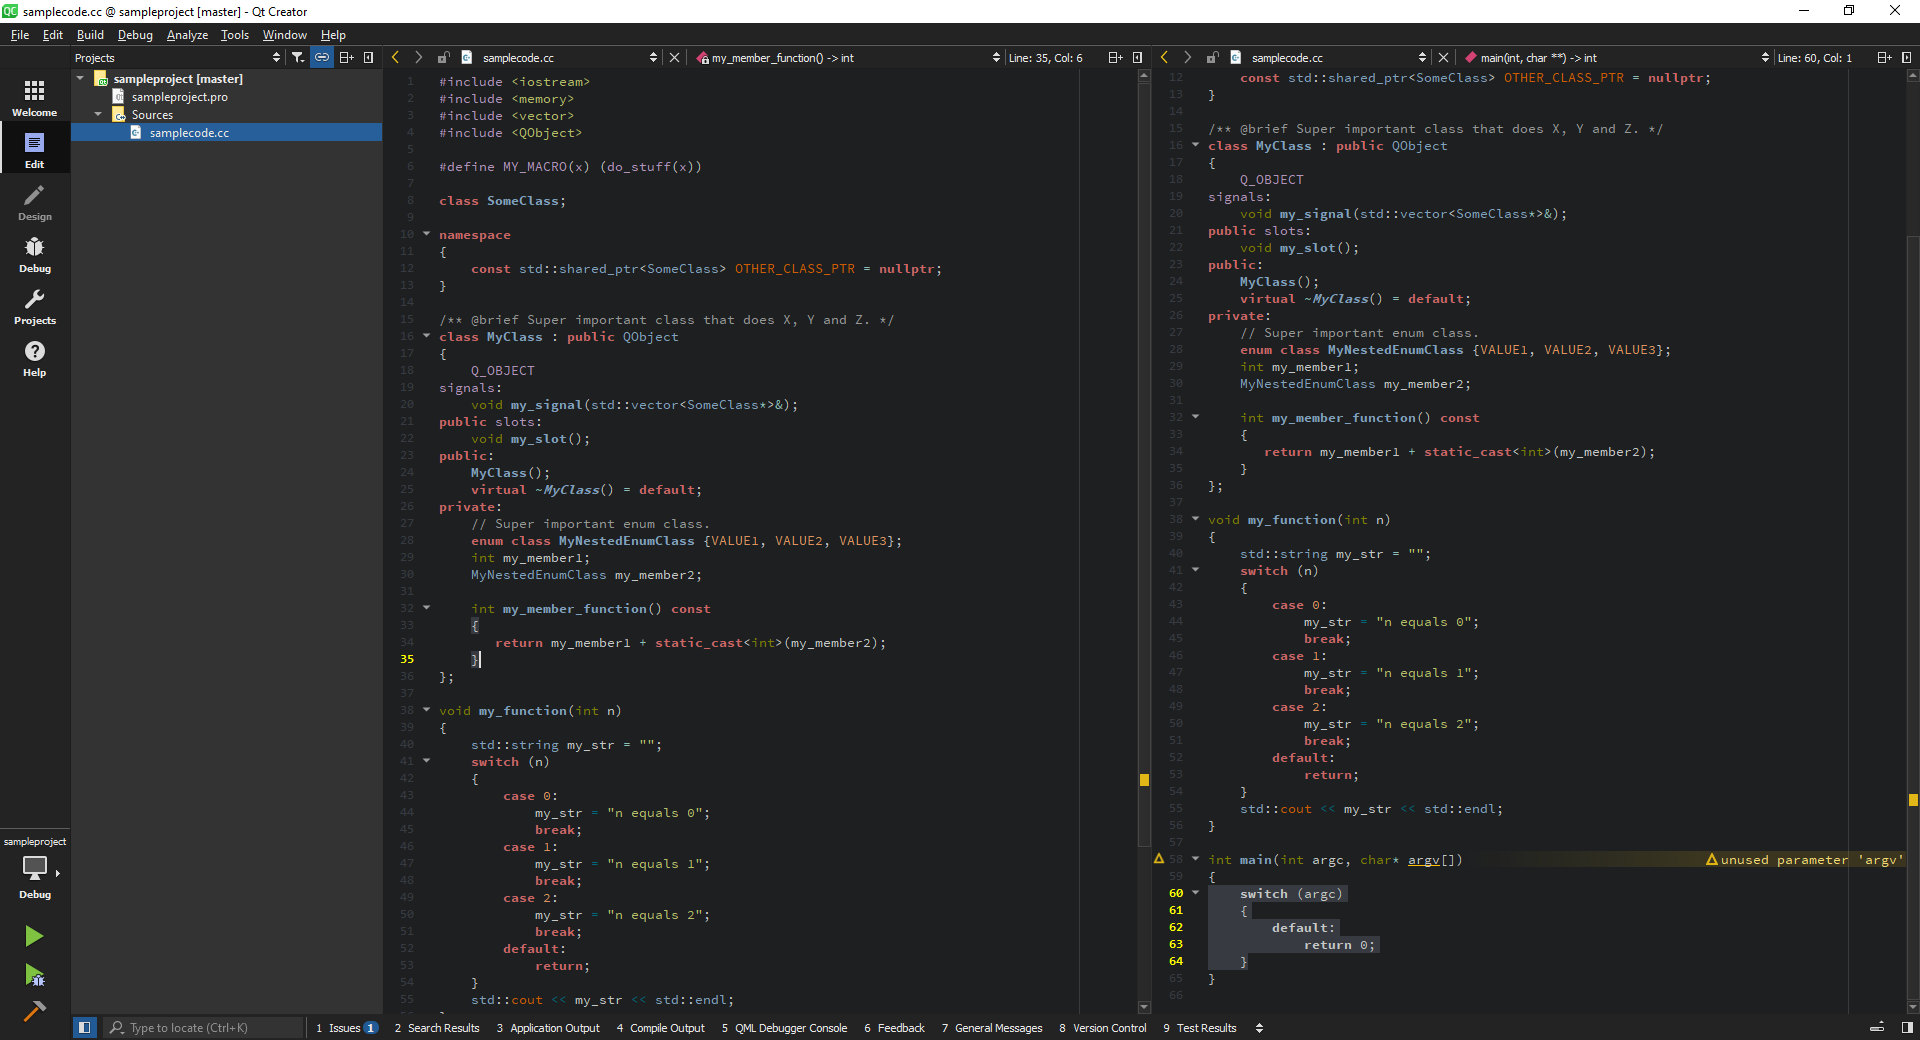 samplecode.cc @ sampleproject [master] - Qt Creator
File Edit Build Debug Analyze Tools Window Help
Projects
sampleproject [master]
sampleproject.pro
Sources
samplecode.cc
Welcome
Edit
Design
Debug
Projects
Help
sampleproject
Debug
samplecode.cc my_member_function() -> int Line: 35, Col: 6
1 #include <iostream>
2 #include <memory>
3 #include <vector>
4 #include <QObject>
5
6 #define MY_MACRO(x) (do_stuff(x))
7
8 class SomeClass;
9
10 namespace
11 {
12 const std::shared_ptr<SomeClass> OTHER_CLASS_PTR = nullptr;
13 }
14
15 /** @brief Super important class that does X, Y and Z. */
16 class MyClass : public QObject
17 {
18 Q_OBJECT
19 signals:
20 void my_signal(std::vector<SomeClass*>&);
21 public slots:
22 void my_slot();
23 public:
24 MyClass();
25 virtual ~MyClass() = default;
26 private:
27 // Super important enum class.
28 enum class MyNestedEnumClass {VALUE1, VALUE2, VALUE3};
29 int my_member1;
30 MyNestedEnumClass my_member2;
31
32 int my_member_function() const
33 {
34 return my_member1 + static_cast<int>(my_member2);
35 }
36 };
37
38 void my_function(int n)
39 {
40 std::string my_str = "";
41 switch (n)
42 {
43 case 0:
44 my_str = "n equals 0";
45 break;
46 case 1:
47 my_str = "n equals 1";
48 break;
49 case 2:
50 my_str = "n equals 2";
51 break;
52 default:
53 return;
54 }
55 std::cout << my_str << std::endl;
samplecode.cc main(int, char **) -> int Line: 60, Col: 1
12 const std::shared_ptr<SomeClass> OTHER_CLASS_PTR = nullptr;
13 }
14
15 /** @brief Super important class that does X, Y and Z. */
16 class MyClass : public QObject
17 {
18 Q_OBJECT
19 signals:
20 void my_signal(std::vector<SomeClass*>&);
21 public slots:
22 void my_slot();
23 public:
24 MyClass();
25 virtual ~MyClass() = default;
26 private:
27 // Super important enum class.
28 enum class MyNestedEnumClass {VALUE1, VALUE2, VALUE3};
29 int my_member1;
30 MyNestedEnumClass my_member2;
31
32 int my_member_function() const
33 {
34 return my_member1 + static_cast<int>(my_member2);
35 }
36 };
37
38 void my_function(int n)
39 {
40 std::string my_str = "";
41 switch (n)
42 {
43 case 0:
44 my_str = "n equals 0";
45 break;
46 case 1:
47 my_str = "n equals 1";
48 break;
49 case 2:
50 my_str = "n equals 2";
51 break;
52 default:
53 return;
54 }
55 std::cout << my_str << std::endl;
56 }
57
58 int main(int argc, char* argv[]) unused parameter 'argv'
59 {
60 switch (argc)
61 {
62 default:
63 return 0;
64 }
65 }
66
Type to locate (Ctrl+K) 1 Issues 1 2 Search Results 3 Application Output 4 Compile Output 5 QML Debugger Console 6 Feedback 7 General Messages 8 Version Control 9 Test Results